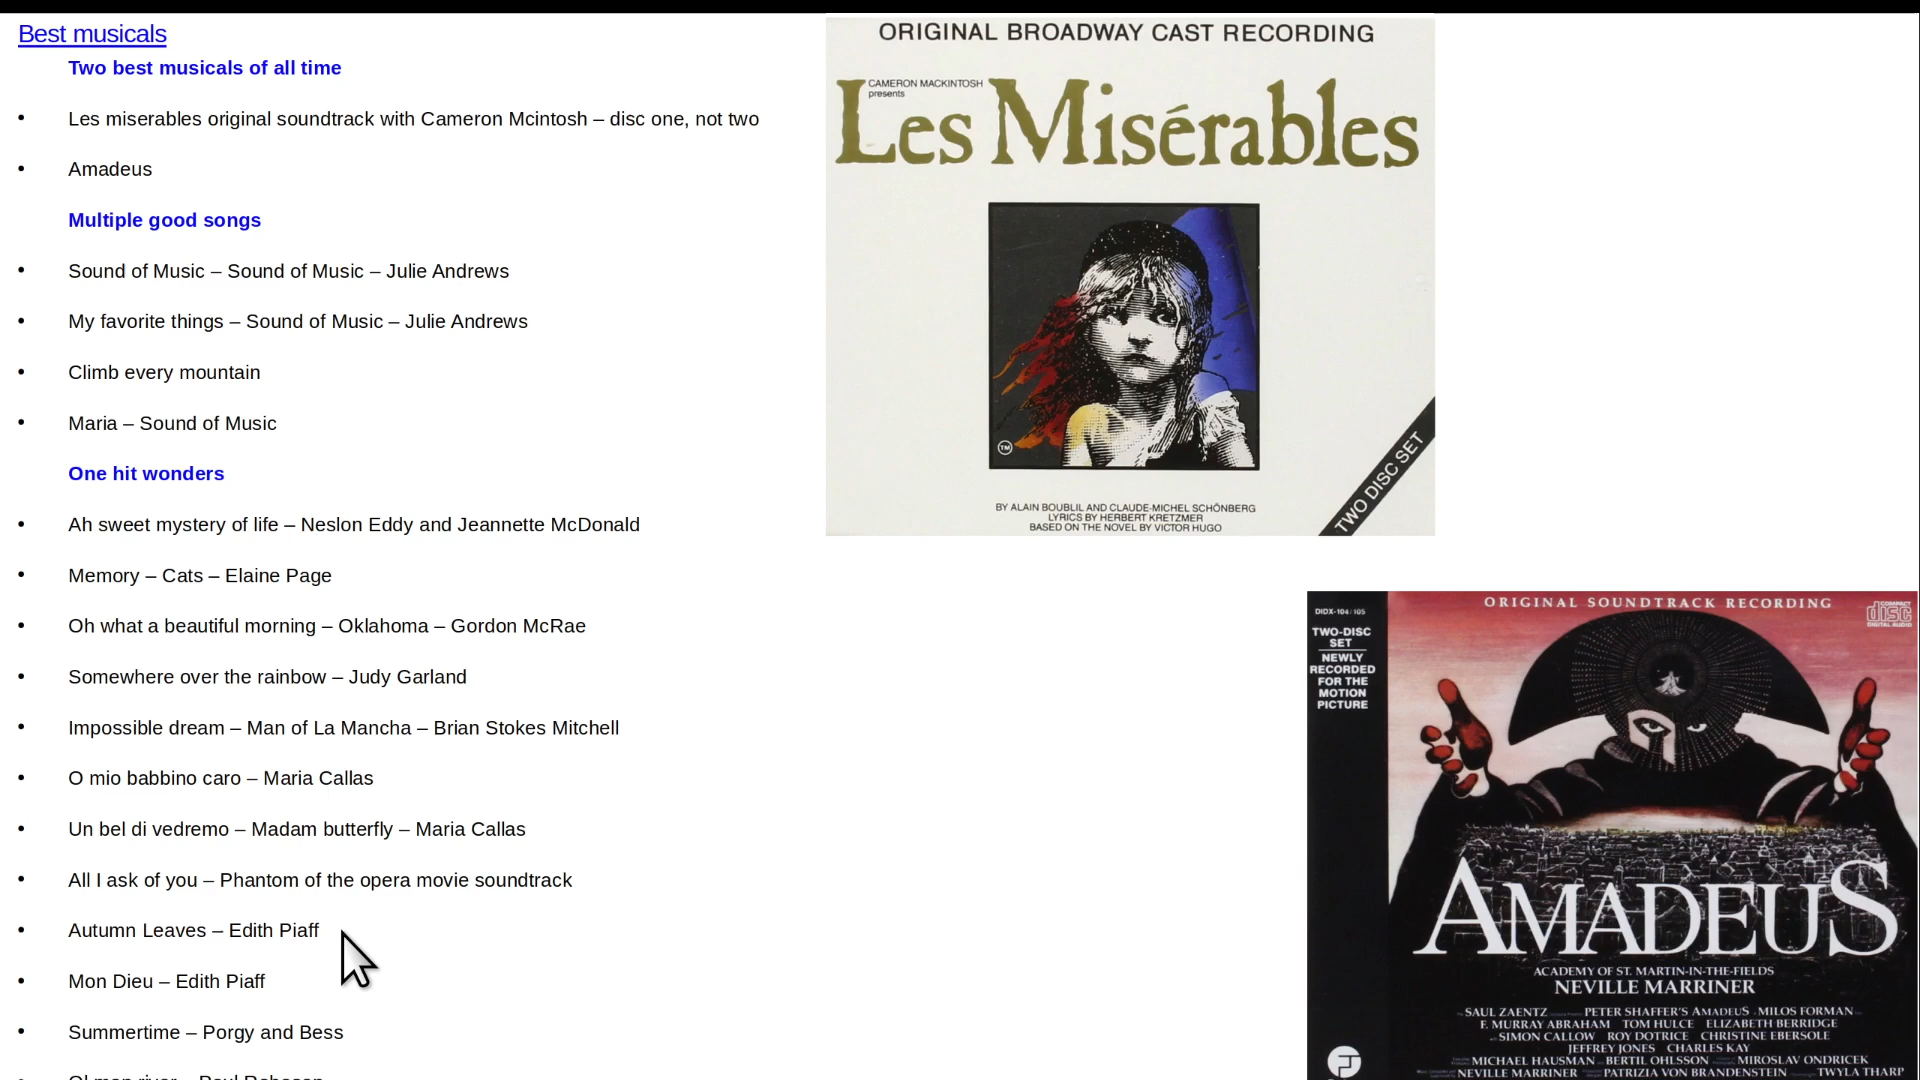 Best musicals
Two best musicals of all time
• Les miserables original soundtrack with Cameron Mcintosh – disc one, not two
• Amadeus
Multiple good songs
• Sound of Music – Sound of Music – Julie Andrews
• My favorite things – Sound of Music – Julie Andrews
• Climb every mountain
• Maria – Sound of Music
One hit wonders
• Ah sweet mystery of life – Neslon Eddy and Jeannette McDonald
• Memory – Cats – Elaine Page
• Oh what a beautiful morning – Oklahoma – Gordon McRae
• Somewhere over the rainbow – Judy Garland
• Impossible dream – Man of La Mancha – Brian Stokes Mitchell
• O mio babbino caro – Maria Callas
• Un bel di vedremo – Madam butterfly – Maria Callas
• All I ask of you – Phantom of the opera movie soundtrack
• Autumn Leaves – Edith Piaff
• Mon Dieu – Edith Piaff
• Summertime – Porgy and Bess
ORIGINAL BROADWAY CAST RECORDING
CAMERON MACKINTOSH
presents
Les Misérables
TM
BY ALAIN BOUBLIL AND CLAUDE-MICHEL SCHÖNBERG
LYRICS BY HERBERT KRETZMER
BASED ON THE NOVEL BY VICTOR HUGO
TWO DISC SET
DIDX-104/105
TWO-DISC
SET
NEWLY
RECORDED
FOR THE
MOTION
PICTURE
ORIGINAL SOUNDTRACK RECORDING
COMPACT
disc
DIGITAL AUDIO
AMADEUS
ACADEMY OF ST. MARTIN-IN-THE-FIELDS
NEVILLE MARRINER
SAUL ZAENTZ PETER SHAFFER'S AMADEUS MILOS FORMAN
F. MURRAY ABRAHAM TOM HULCE ELIZABETH BERRIDGE
SIMON CALLOW ROY DOTRICE CHRISTINE EBERSOLE
JEFFREY JONES CHARLES KAY
MICHAEL HAUSMAN BERTIL OHLSSON MIROSLAV ONDRICEK
NEVILLE MARRINER PATRIZIA VON BRANDENSTEIN TWYLA THARP